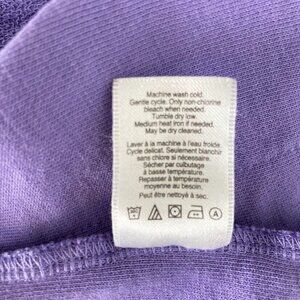 Machine wash cold.
Gentle cycle. Only non-chlorine
bleach when needed.
Tumble dry low.
Medium heat iron if needed.
May be dry cleaned.
Laver à la machine à l'eau froide.
Cycle délicat. Seulement blanchir
sans chlore si nécessaire.
Sécher par culbutage
à basse température.
Repasser à température
moyenne au besoin.
Peut être nettoyé à sec.
A